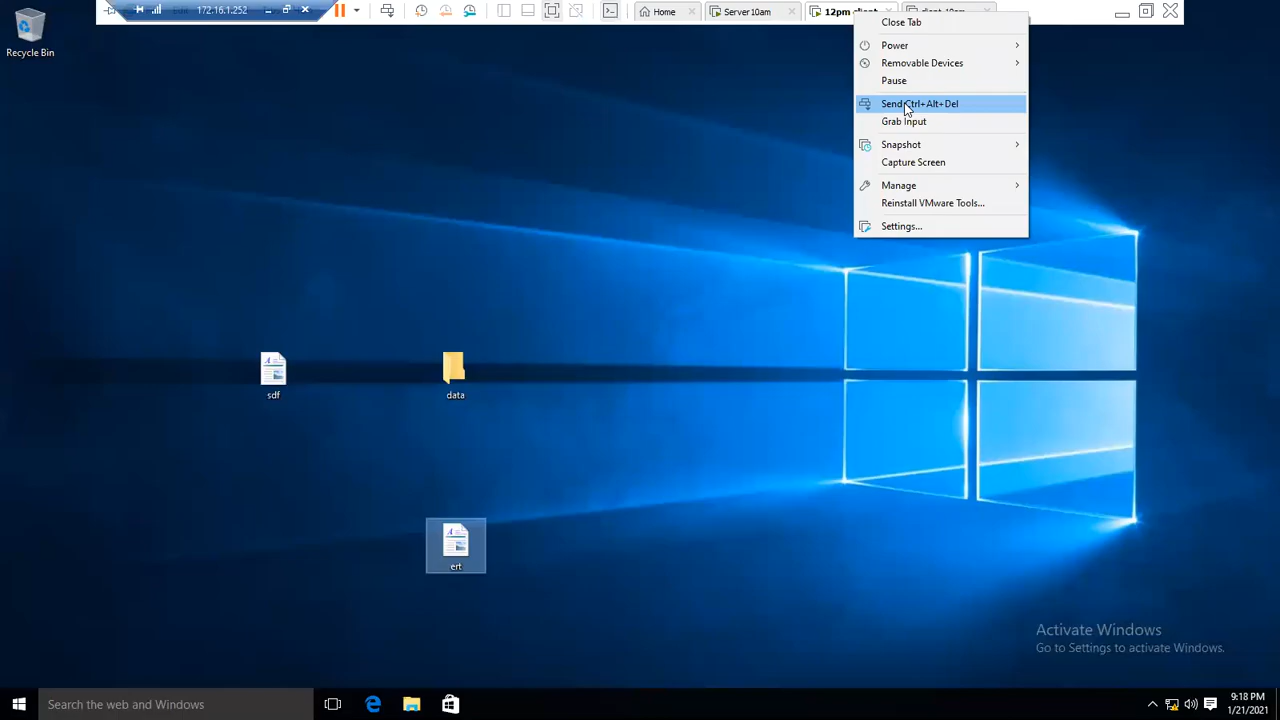 172.16.1.252
Home
Server10am
12pm client
client 10am
Recycle Bin
Close Tab
Power
Removable Devices
Pause
Send Ctrl+Alt+Del
Grab Input
Snapshot
Capture Screen
Manage
Reinstall VMware Tools...
Settings...
sdf
data
ert
Activate Windows
Go to Settings to activate Windows.
Search the web and Windows
9:18 PM
1/21/2021